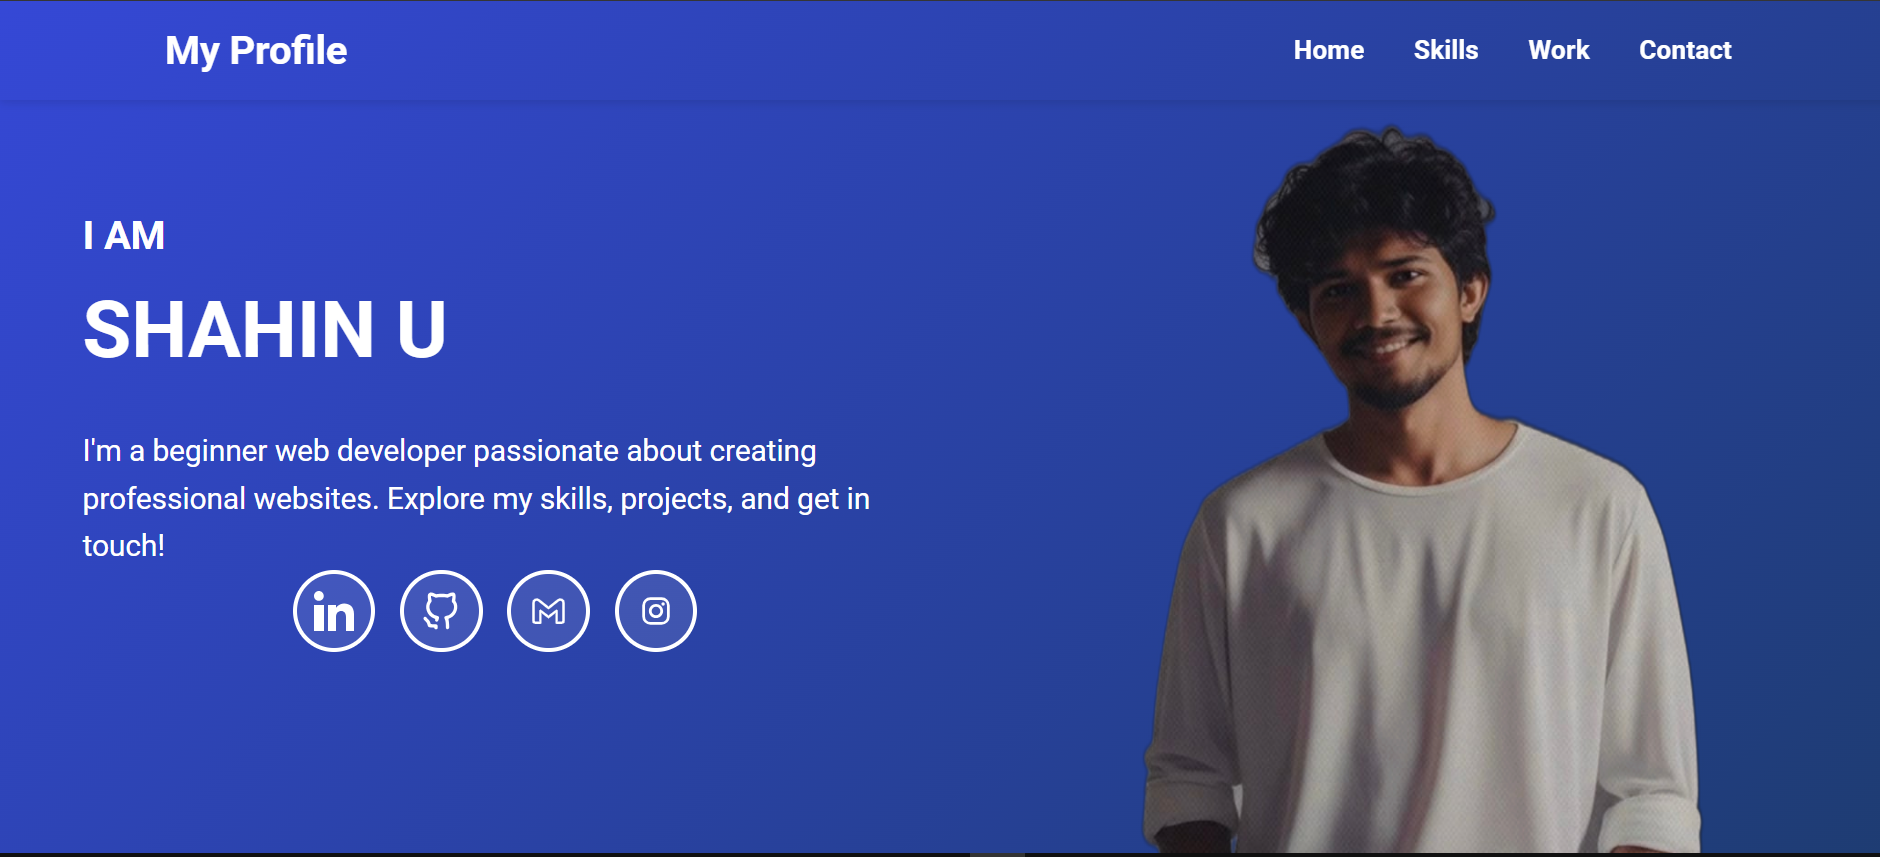 My Profile
Home Skills Work Contact
I AM
SHAHIN U
I'm a beginner web developer passionate about creating
professional websites. Explore my skills, projects, and get in
touch!
in